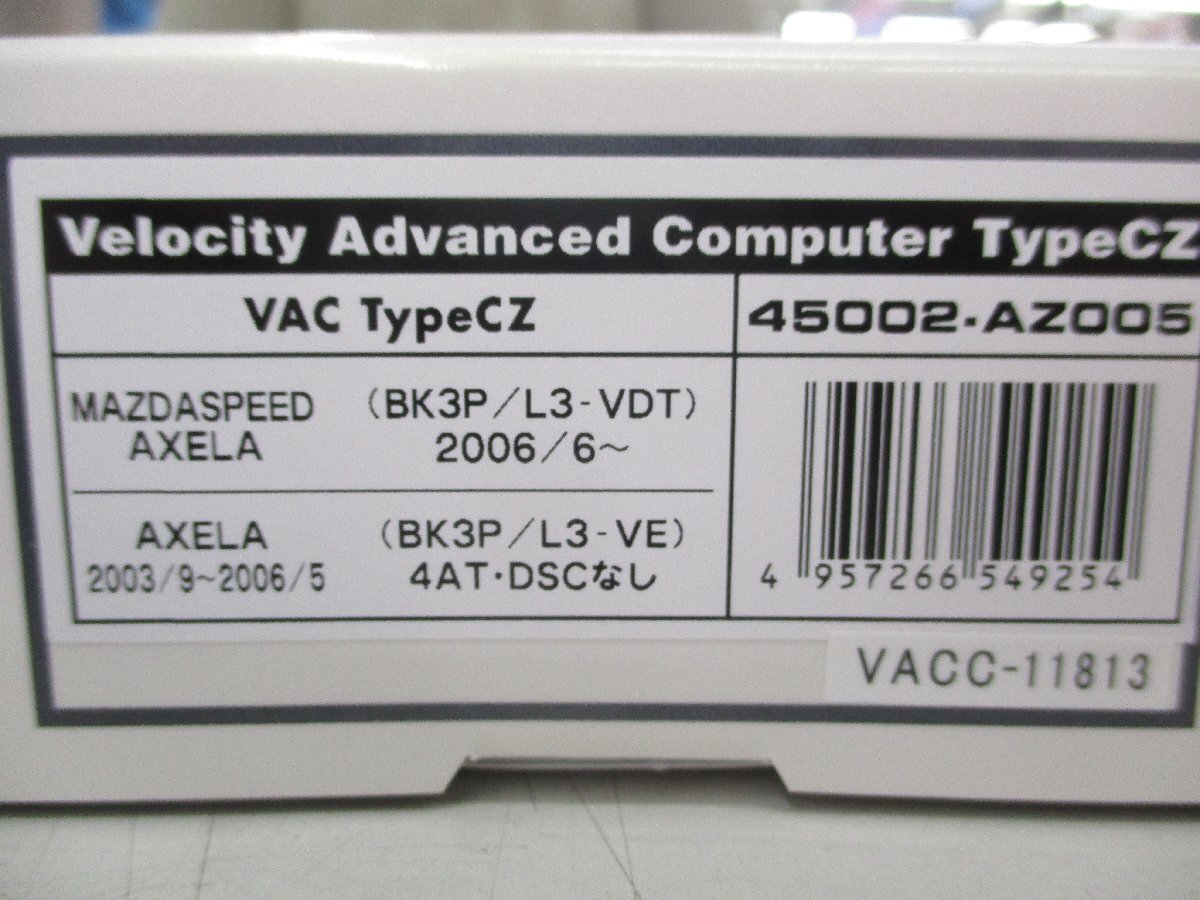 Velocity Advanced Computer TypeCZ
VAC TypeCZ
45002-AZ005
MAZDASPEED (BK3P/L3-VDT)
AXELA 2006/6～
AXELA (BK3P/L3-VE)
2003/9～2006/5 4AT・DSCなし
4 957266 549254
VACC-11813